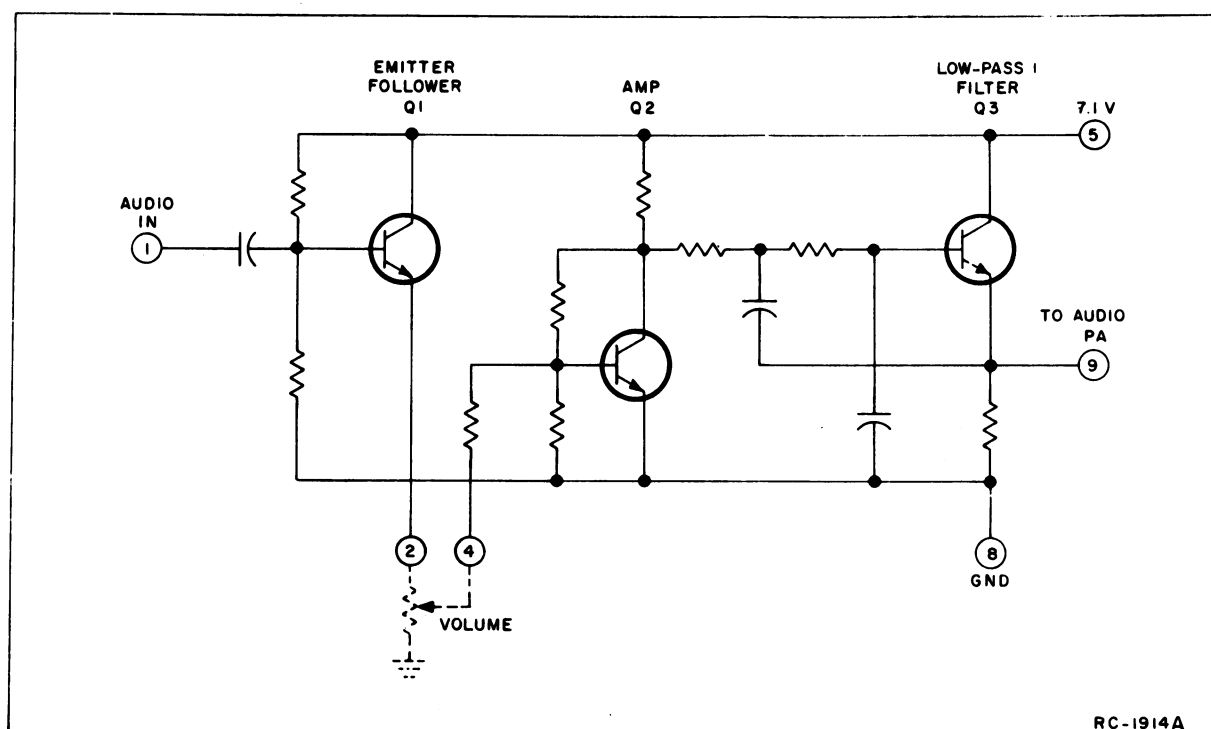 EMITTER
FOLLOWER
Q1
AMP
Q2
LOW-PASS I
FILTER
Q3
7.1 V
5
AUDIO
IN
1
TO AUDIO
PA
9
2
4
8
GND
VOLUME
RC-1914A